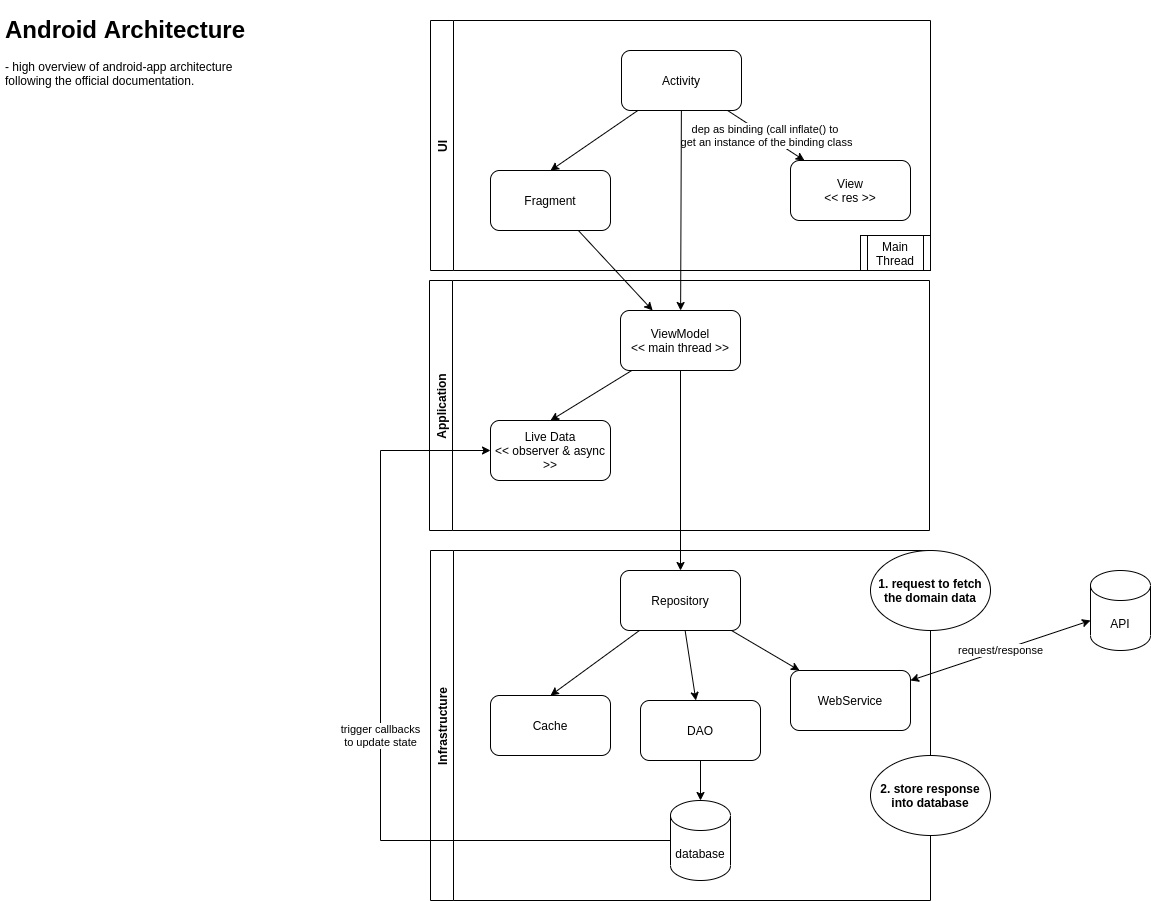 Android Architecture
- high overview of android-app architecture
following the official documentation.
UI
Activity
dep as binding (call inflate() to
get an instance of the binding class
Fragment
View
<< res >>
Main
Thread
Application
ViewModel
<< main thread >>
Live Data
<< observer & async
>>
Infrastructure
Repository
1. request to fetch
the domain data
API
request/response
WebService
Cache
DAO
trigger callbacks
to update state
2. store response
into database
database